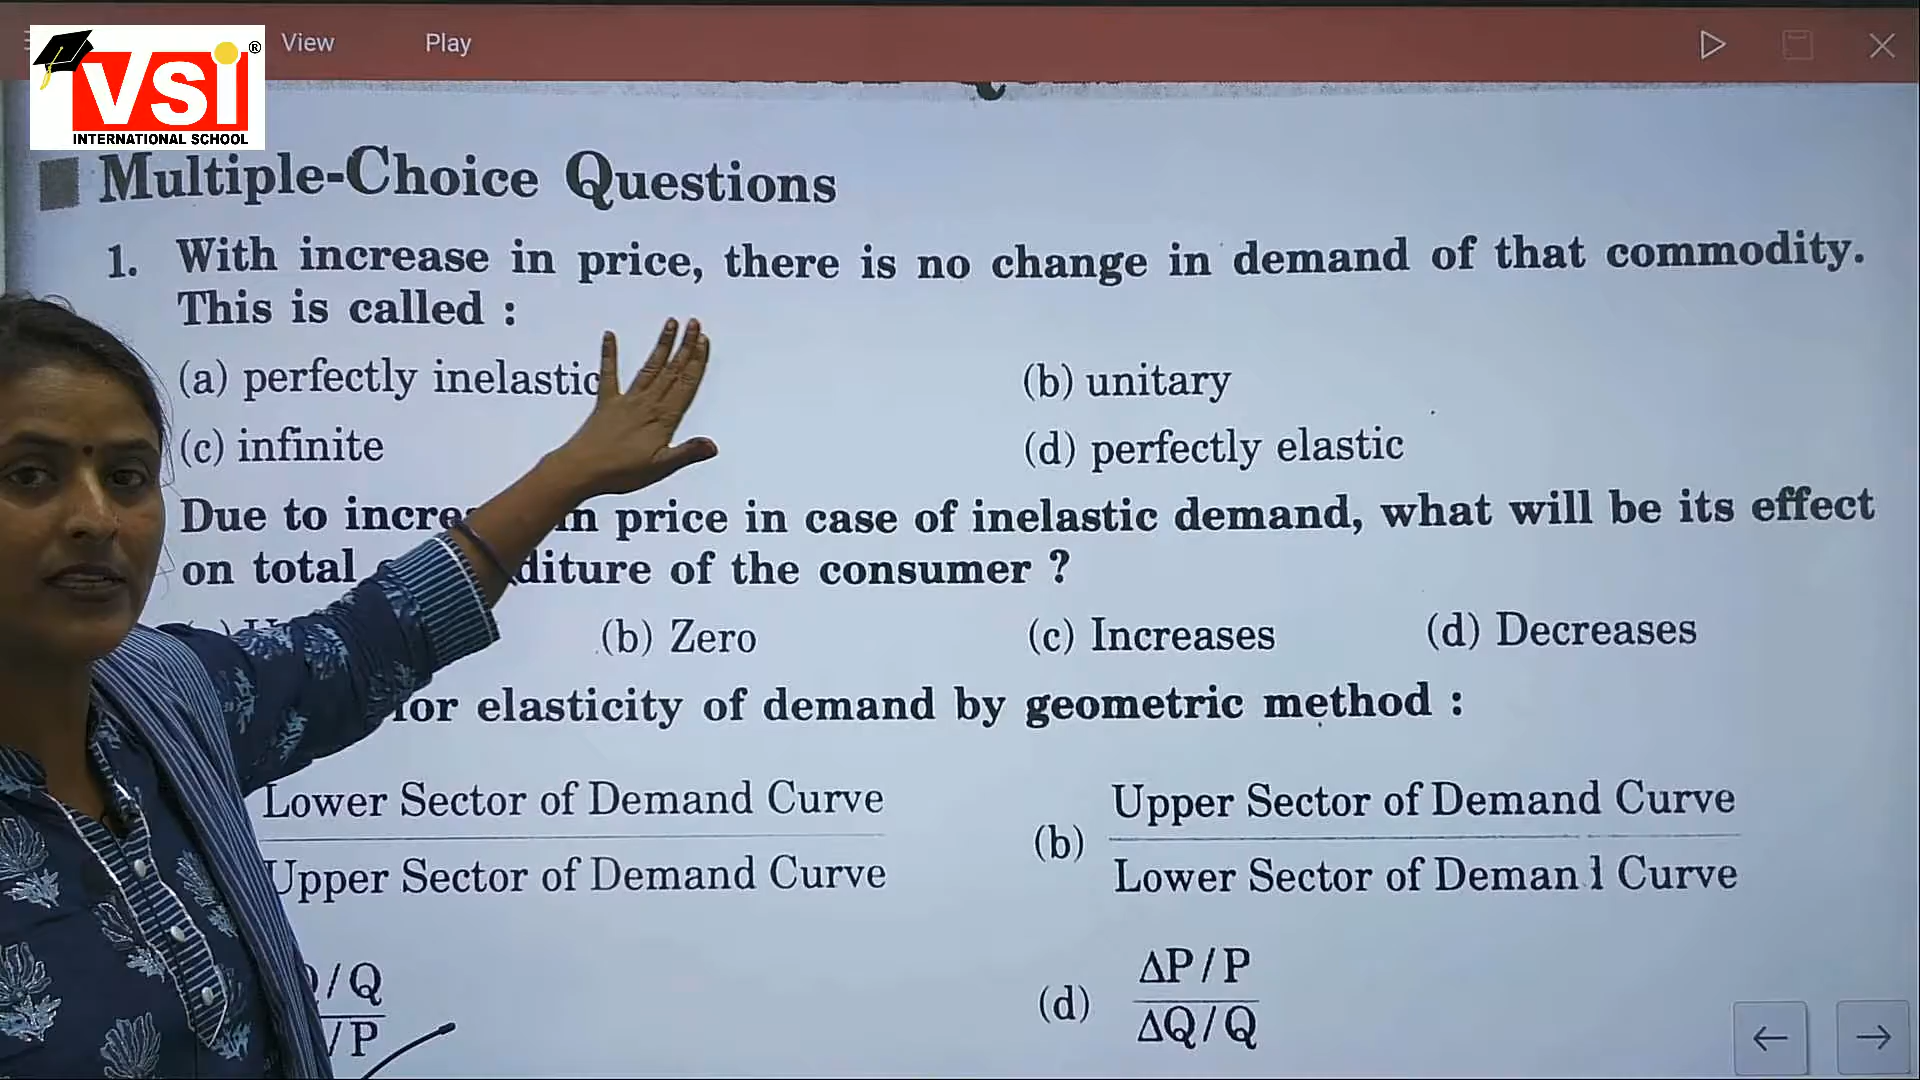 VSI ®
INTERNATIONAL SCHOOL
View Play
Multiple-Choice Questions
1. With increase in price, there is no change in demand of that commodity.
This is called :
(a) perfectly inelastic (b) unitary
(c) infinite (d) perfectly elastic
Due to in price in case of inelastic demand, what will be its effect
on total of the consumer ?
(b) Zero (c) Increases (d) Decreases
for elasticity of demand by geometric method :
Lower Sector of Demand Curve
Upper Sector of Demand Curve
(b) Upper Sector of Demand Curve
Lower Sector of Deman l Curve
/Q
/P
(d) ΔP/P
ΔQ/Q